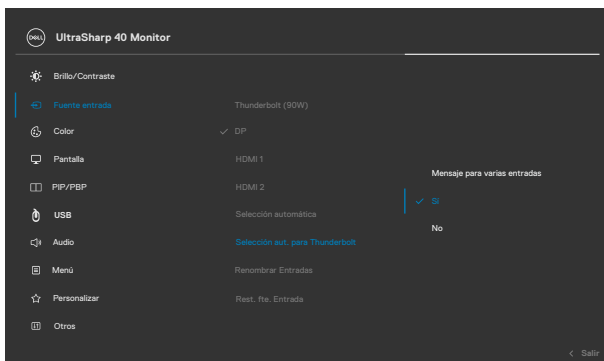 DELL
UltraSharp 40 Monitor
Brillo/Contraste
Fuente entrada
Thunderbolt (90W)
Color
DP
Pantalla
HDMI 1
Mensaje para varias entradas
PIP/PBP
HDMI 2
Sí
USB
Selección automática
No
Audio
Selección aut. para Thunderbolt
Menú
Renombrar Entradas
Personalizar
Rest. fte. Entrada
Otros
Salir